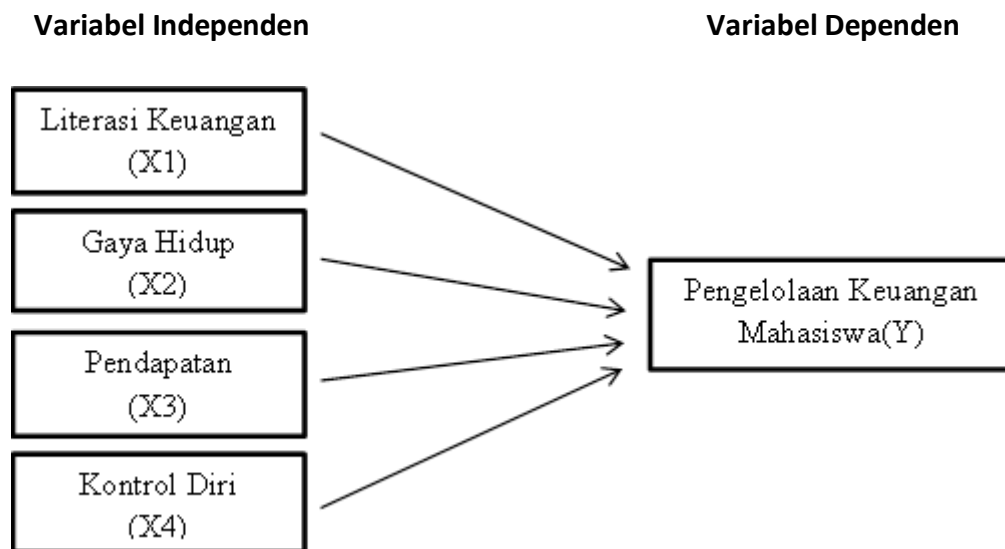 Variabel Independen
Variabel Dependen
Literasi Keuangan
(X1)
Gaya Hidup
(X2)
Pendapatan
(X3)
Kontrol Diri
(X4)
Pengelolaan Keuangan
Mahasiswa(Y)